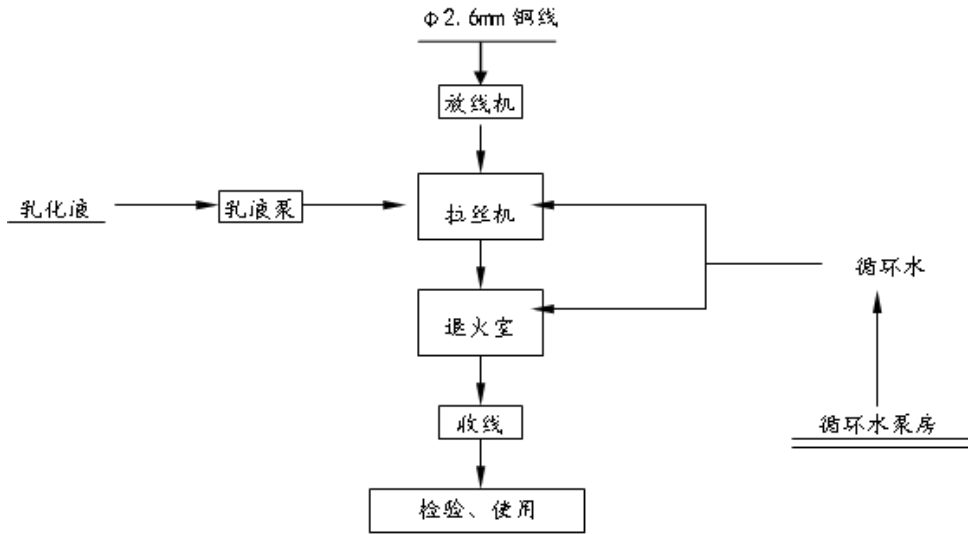 Φ2.6mm 铜线
放线机
乳化液
乳液泵
拉丝机
循环水
退火室
收线
循环水泵房
检验、使用